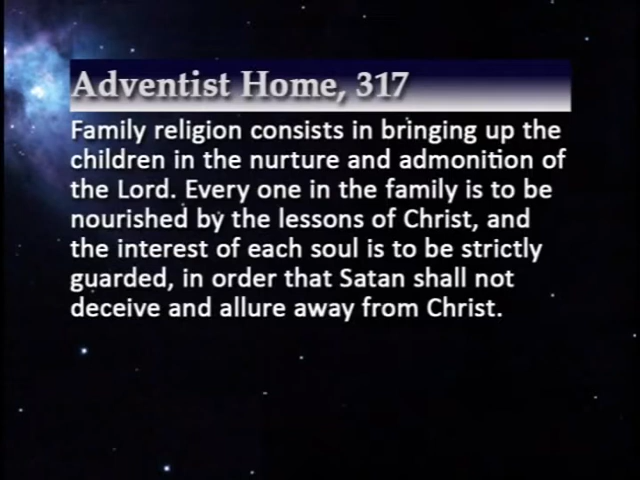 Adventist Home, 317
Family religion consists in bringing up the
children in the nurture and admonition of
the Lord. Every one in the family is to be
nourished by the lessons of Christ, and
the interest of each soul is to be strictly
guarded, in order that Satan shall not
deceive and allure away from Christ.